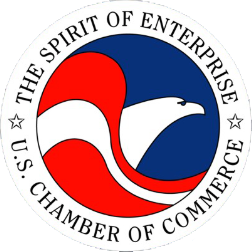 THE SPIRIT OF ENTERPRISE
U.S. CHAMBER OF COMMERCE